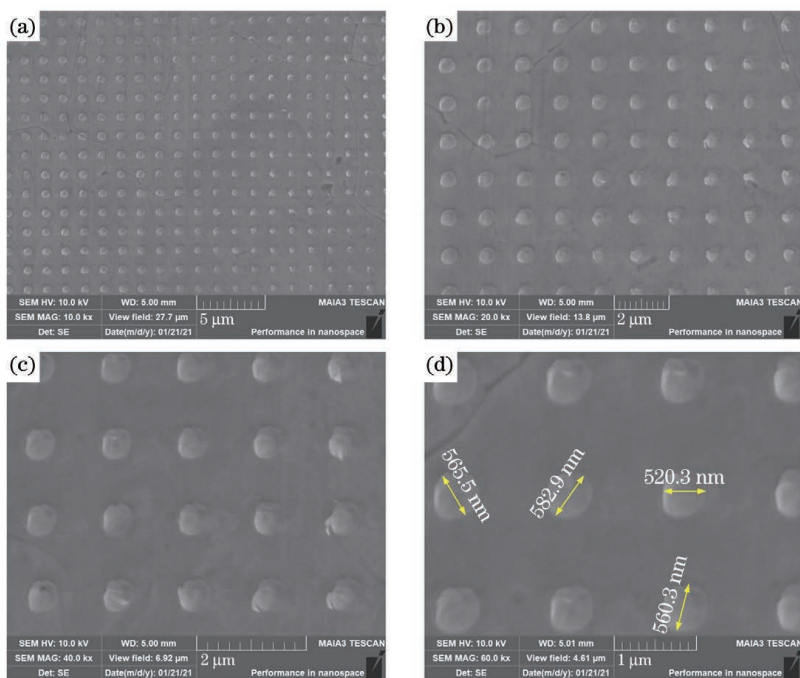 (a)
SEM HV: 10.0 kV WD: 5.00 mm MAIA3 TESCAN
SEM MAG: 10.0 kx View field: 27.7 μm 5 μm
Det: SE Date(m/d/y): 01/21/21 Performance in nanospace
(b)
SEM HV: 10.0 kV WD: 5.00 mm MAIA3 TESCAN
SEM MAG: 20.0 kx View field: 13.8 μm 2 μm
Det: SE Date(m/d/y): 01/21/21 Performance in nanospace
(c)
SEM HV: 10.0 kV WD: 5.00 mm MAIA3 TESCAN
SEM MAG: 40.0 kx View field: 6.92 μm 2 μm
Det: SE Date(m/d/y): 01/21/21 Performance in nanospace
(d)
565.5 nm
582.9 nm
520.3 nm
560.3 nm
SEM HV: 10.0 kV WD: 5.01 mm MAIA3 TESCAN
SEM MAG: 60.0 kx View field: 4.61 μm 1 μm
Det: SE Date(m/d/y): 01/21/21 Performance in nanospace